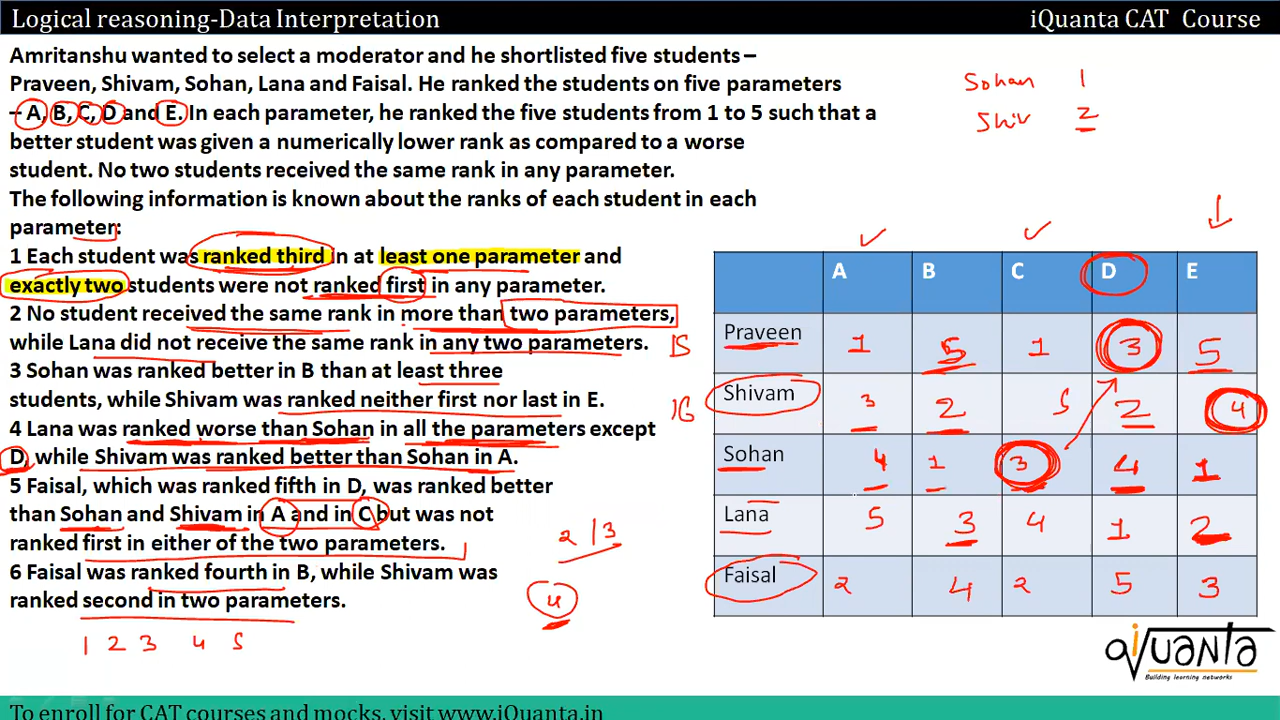 Logical reasoning-Data Interpretation
iQuanta CAT Course
Amritanshu wanted to select a moderator and he shortlisted five students –
Praveen, Shivam, Sohan, Lana and Faisal. He ranked the students on five parameters
– A, B, C, D and E. In each parameter, he ranked the five students from 1 to 5 such that a
better student was given a numerically lower rank as compared to a worse
student. No two students received the same rank in any parameter.
The following information is known about the ranks of each student in each
parameter:
1 Each student was ranked third in at least one parameter and
exactly two students were not ranked first in any parameter.
2 No student received the same rank in more than two parameters,
while Lana did not receive the same rank in any two parameters.
3 Sohan was ranked better in B than at least three
students, while Shivam was ranked neither first nor last in E.
4 Lana was ranked worse than Sohan in all the parameters except
D, while Shivam was ranked better than Sohan in A.
5 Faisal, which was ranked fifth in D, was ranked better
than Sohan and Shivam in A and in C but was not
ranked first in either of the two parameters.
6 Faisal was ranked fourth in B, while Shivam was
ranked second in two parameters.
1 2 3 4 5
2/3
4
Sohan 1
Shiv 2
A B C D E
Praveen 1 5 1 3 5
15
Shivam 3 2 5 2 4
16
Sohan 4 1 3 4 1
Lana 5 3 4 1 2
Faisal 2 4 2 5 3
iQuanta
Building learning networks
To enroll for CAT courses and mocks, visit www.iQuanta.in